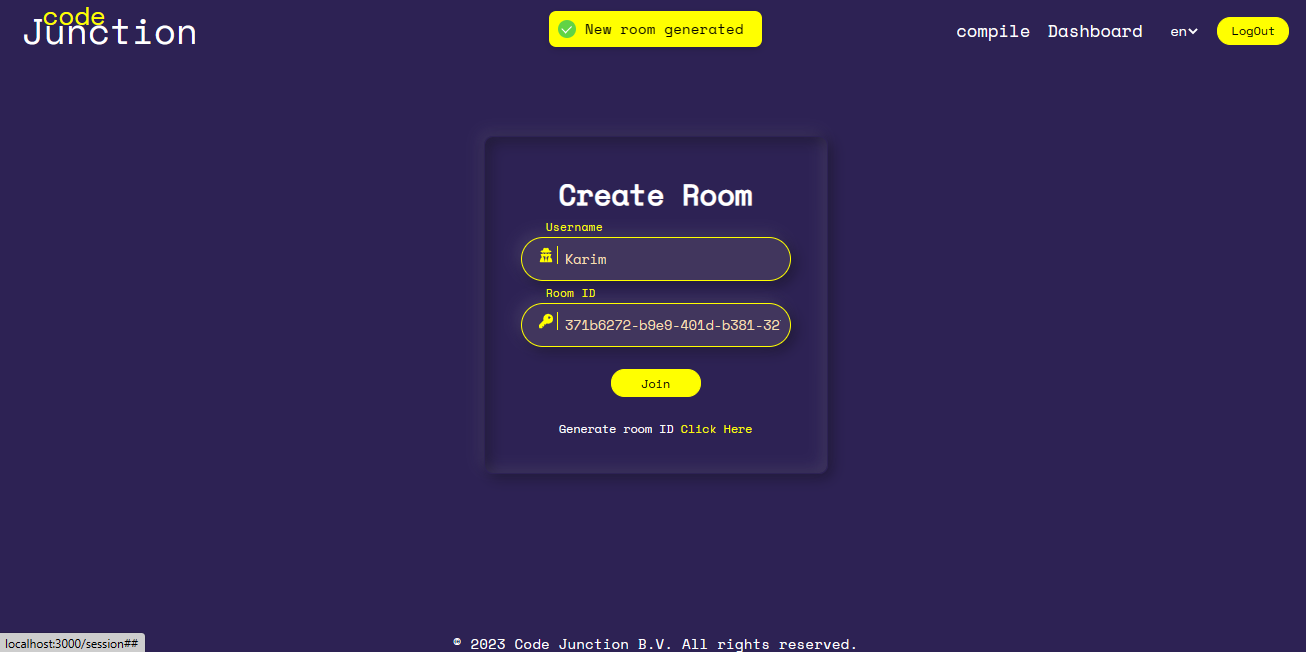 code
Junction
New room generated
compile Dashboard en LogOut
Create Room
Username
Karim
Room ID
371b6272-b9e9-401d-b381-32
Join
Generate room ID Click Here
© 2023 Code Junction B.V. All rights reserved.
localhost:3000/session##